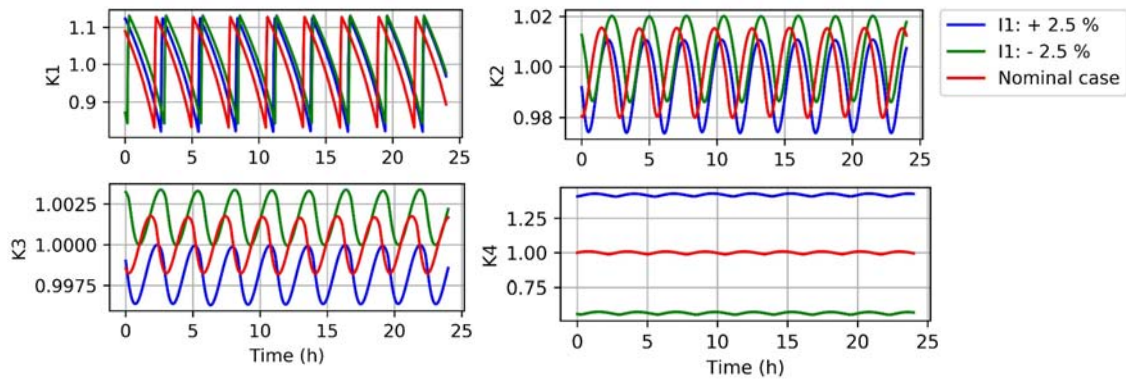 K1
1.1
1.0
0.9
0 5 10 15 20 25
K2
1.02
1.00
0.98
0 5 10 15 20 25
I1: + 2.5 %
I1: - 2.5 %
Nominal case
K3
1.0025
1.0000
0.9975
0 5 10 15 20 25
Time (h)
K4
1.25
1.00
0.75
0 5 10 15 20 25
Time (h)